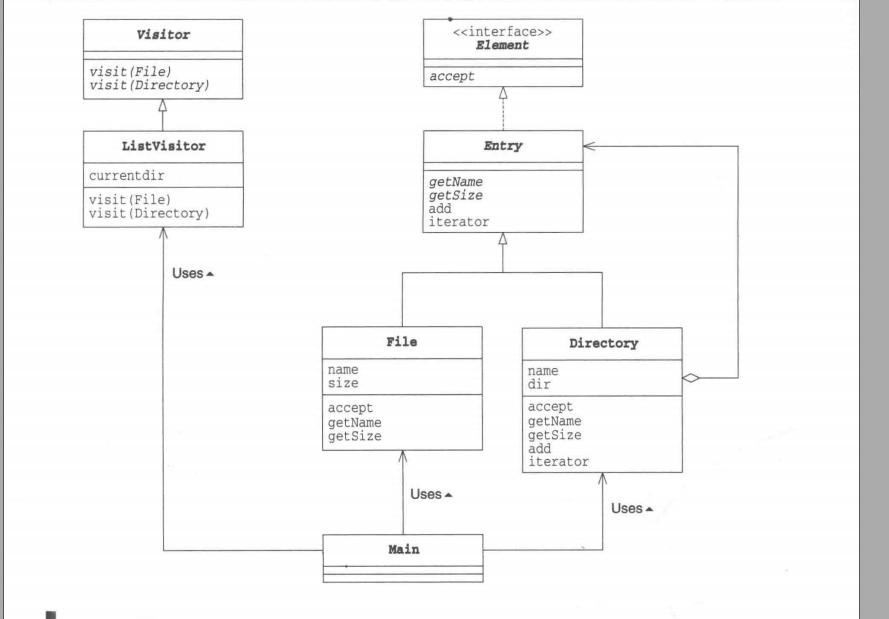 Visitor
visit(File)
visit(Directory)
ListVisitor
currentdir
visit(File)
visit(Directory)
<<interface>>
Element
accept
Entry
getName
getSize
add
iterator
Uses
File
name
size
accept
getName
getSize
Directory
name
dir
accept
getName
getSize
add
iterator
Uses
Uses
Main